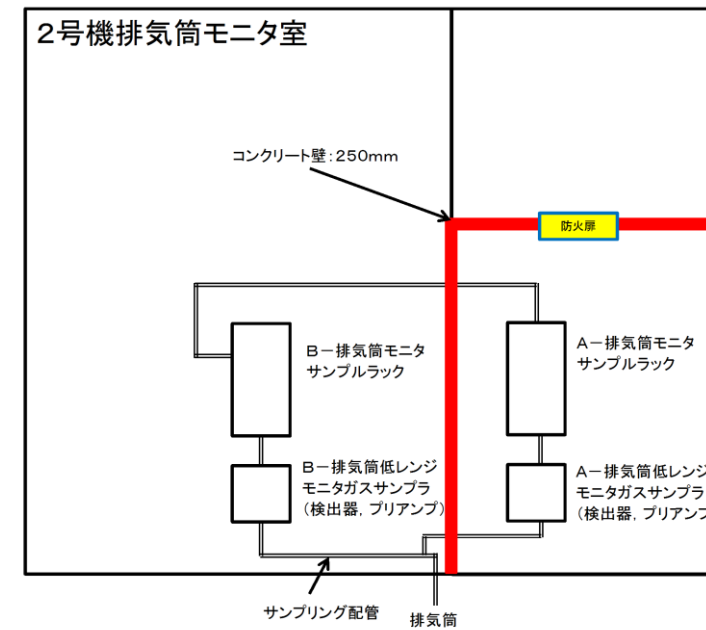 2号機排気筒モニタ室
コンクリート壁:250mm
防火扉
B-排気筒モニタ
サンプルラック
A-排気筒モニタ
サンプルラック
B-排気筒低レンジ
モニタガスサンプラ
(検出器, プリアンプ)
A-排気筒低レンジ
モニタガスサンプラ
(検出器, プリアンプ
サンプリング配管
排気筒